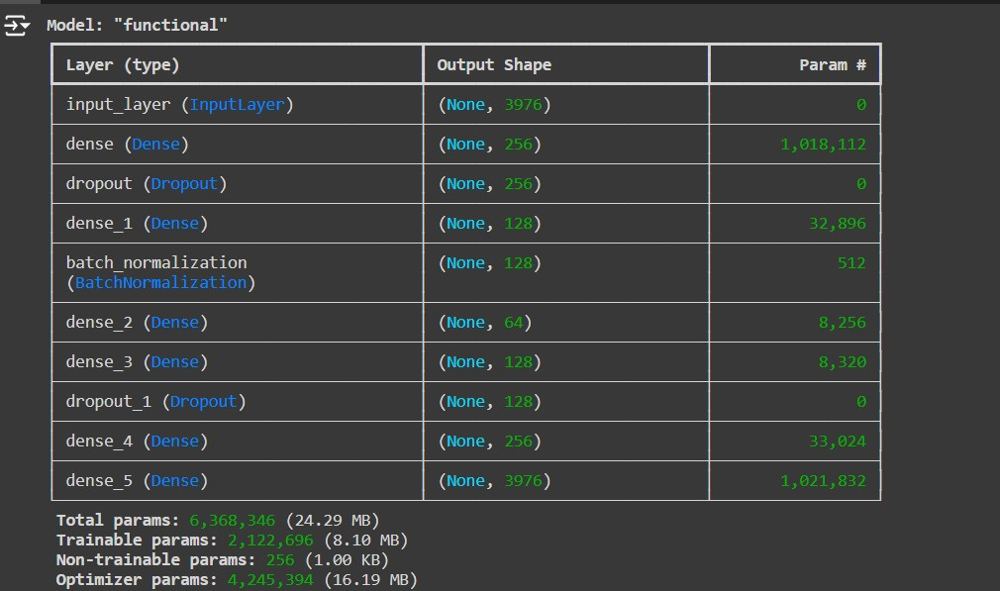 Model: "functional"
Layer (type) Output Shape Param #
input_layer (InputLayer) (None, 3976) 0
dense (Dense) (None, 256) 1,018,112
dropout (Dropout) (None, 256) 0
dense_1 (Dense) (None, 128) 32,896
batch_normalization (None, 128) 512
(BatchNormalization)
dense_2 (Dense) (None, 64) 8,256
dense_3 (Dense) (None, 128) 8,320
dropout_1 (Dropout) (None, 128) 0
dense_4 (Dense) (None, 256) 33,024
dense_5 (Dense) (None, 3976) 1,021,832
Total params: 6,368,346 (24.29 MB)
Trainable params: 2,122,696 (8.10 MB)
Non-trainable params: 256 (1.00 KB)
Optimizer params: 4,245,394 (16.19 MB)